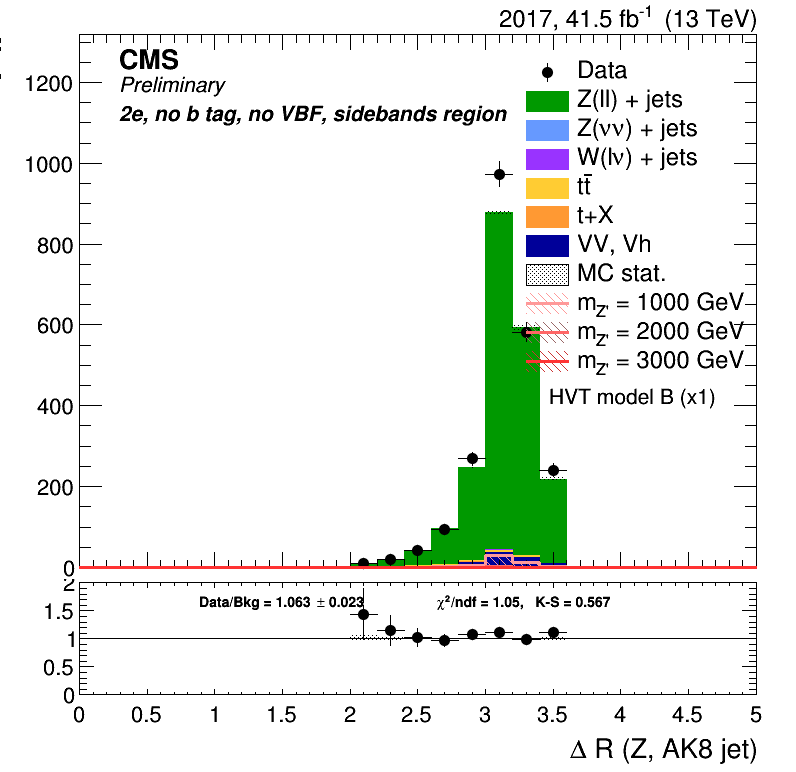 2017, 41.5 fb⁻¹ (13 TeV)
CMS
Preliminary
2e, no b tag, no VBF, sidebands region
Data
Z(ll) + jets
Z(νν) + jets
W(lν) + jets
tt̄
t+X
VV, Vh
MC stat.
m_Z' = 1000 GeV
m_Z' = 2000 GeV
m_Z' = 3000 GeV
HVT model B (x1)
1200
1000
800
600
400
200
0
Data/Bkg = 1.063 ± 0.023
χ²/ndf = 1.05, K-S = 0.567
2
1.5
1
0.5
0
0 0.5 1 1.5 2 2.5 3 3.5 4 4.5 5
Δ R (Z, AK8 jet)